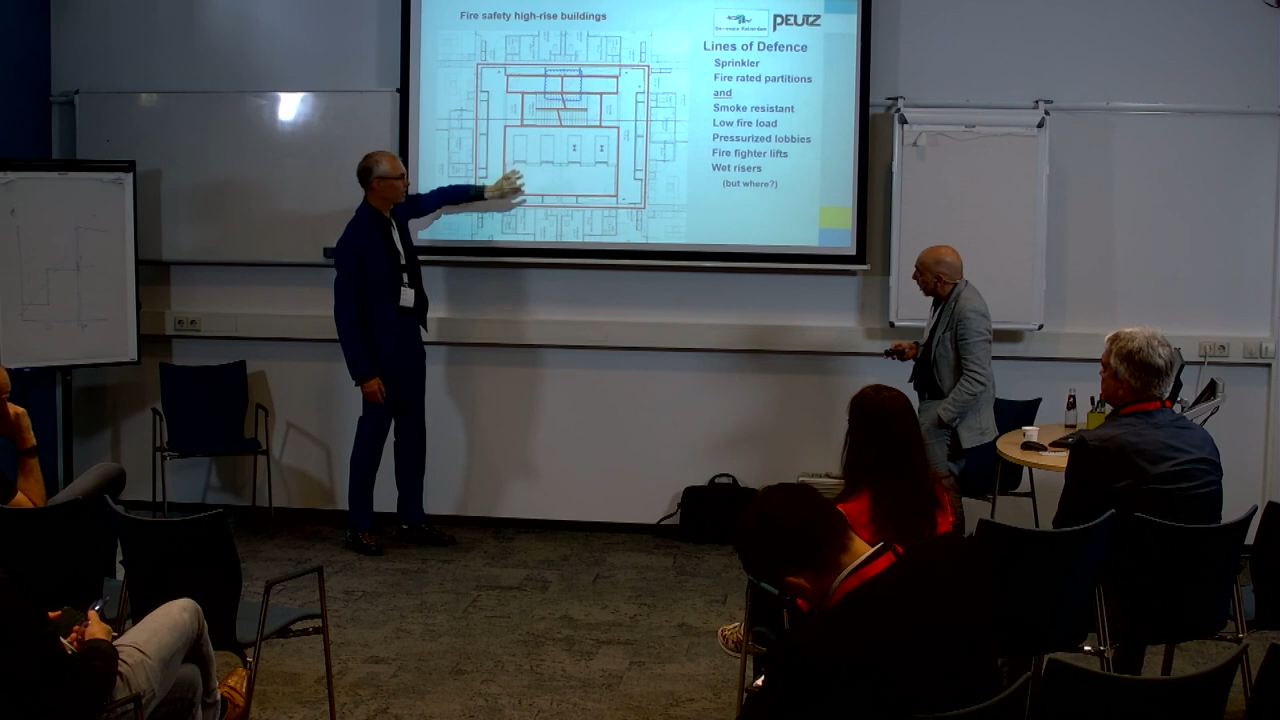 Fire safety high-rise buildings
PEUTZ
Lines of Defence
Sprinkler
Fire rated partitions
and
Smoke resistant
Low fire load
Pressurized lobbies
Fire fighter lifts
Wet risers
(but where?)